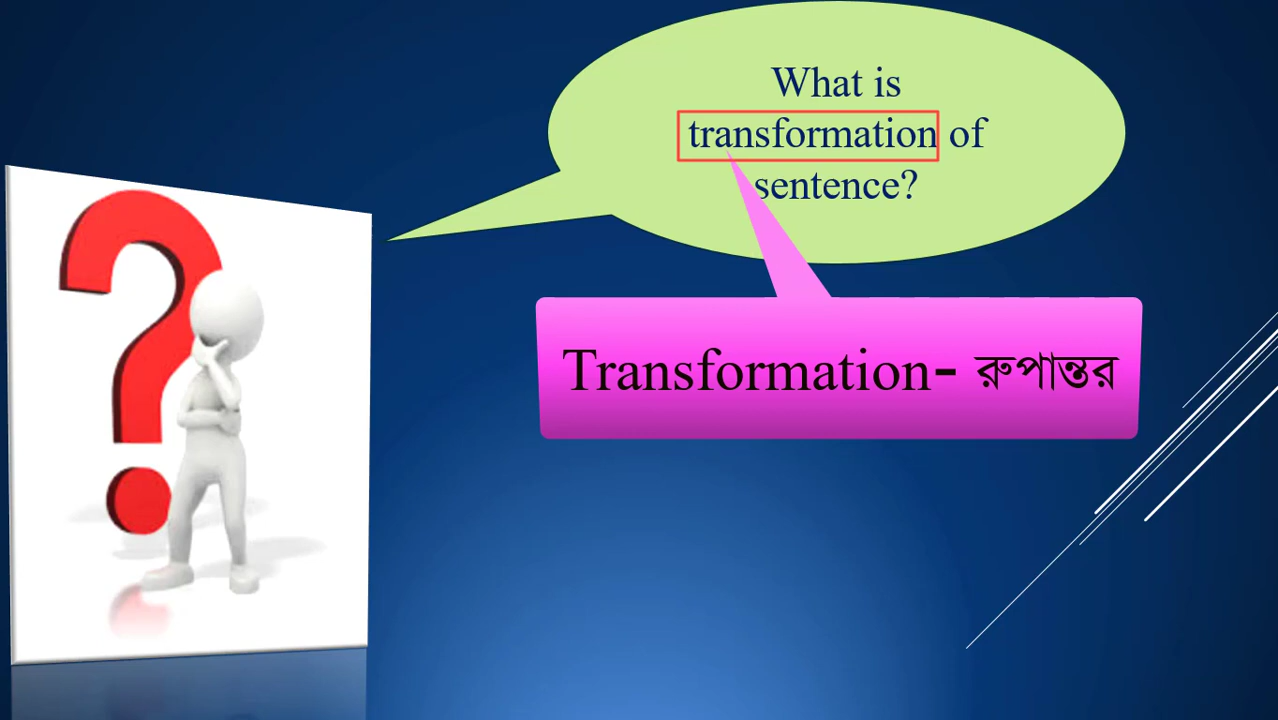 What is
transformation of
sentence?
Transformation- রুপান্তর